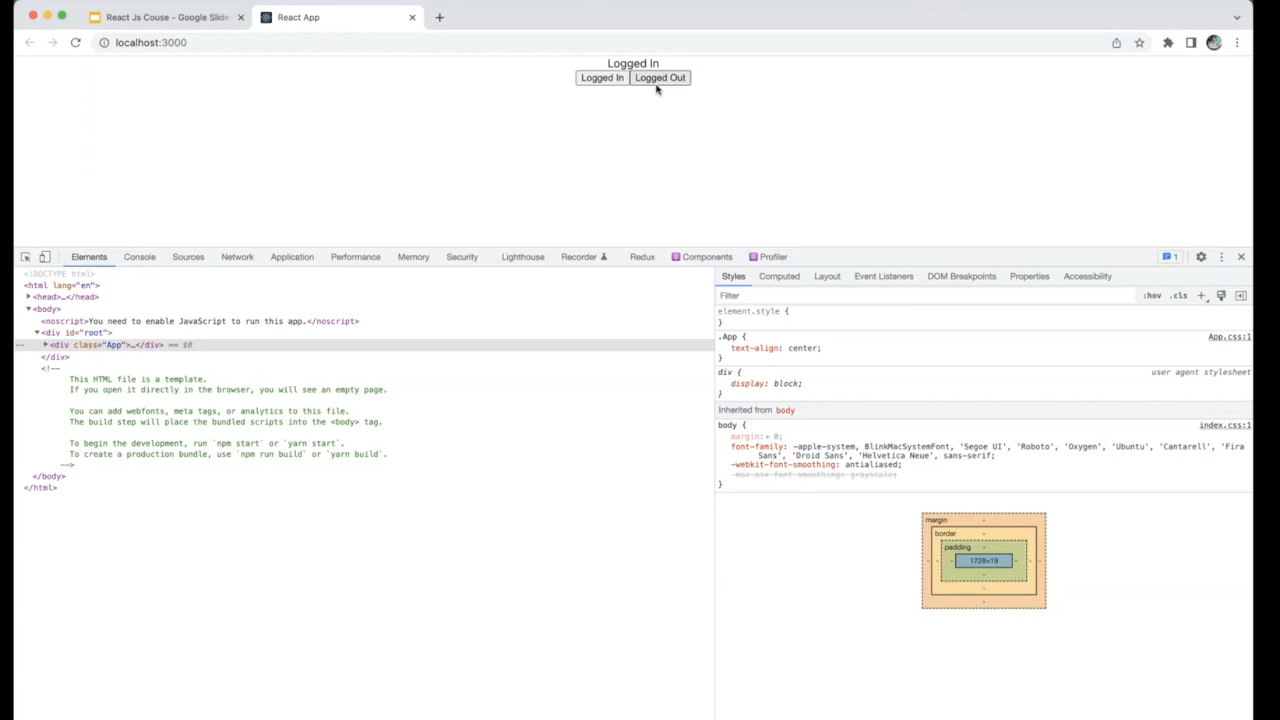 React Js Couse - Google Slide
React App
localhost:3000
Logged In
Logged In Logged Out
Elements Console Sources Network Application Performance Memory Security Lighthouse Recorder Redux Components Profiler 1
<!DOCTYPE html>
<html lang="en">
<head>…</head>
<body>
<noscript>You need to enable JavaScript to run this app.</noscript>
<div id="root">
<div class="App">…</div> == $0
</div>
<!--
This HTML file is a template.
If you open it directly in the browser, you will see an empty page.
You can add webfonts, meta tags, or analytics to this file.
The build step will place the bundled scripts into the <body> tag.
To begin the development, run `npm start` or `yarn start`.
To create a production bundle, use `npm run build` or `yarn build`.
-->
</body>
</html>
Styles Computed Layout Event Listeners DOM Breakpoints Properties Accessibility
Filter :hov .cls
element.style {
}
.App { App.css:1
text-align: center;
}
div { user agent stylesheet
display: block;
}
Inherited from body
body { index.css:1
margin: 0;
font-family: -apple-system, BlinkMacSystemFont, 'Segoe UI', 'Roboto', 'Oxygen', 'Ubuntu', 'Cantarell', 'Fira
Sans', 'Droid Sans', 'Helvetica Neue', sans-serif;
-webkit-font-smoothing: antialiased;
-moz-osx-font-smoothing: grayscale;
}
margin -
border -
padding -
1728×19